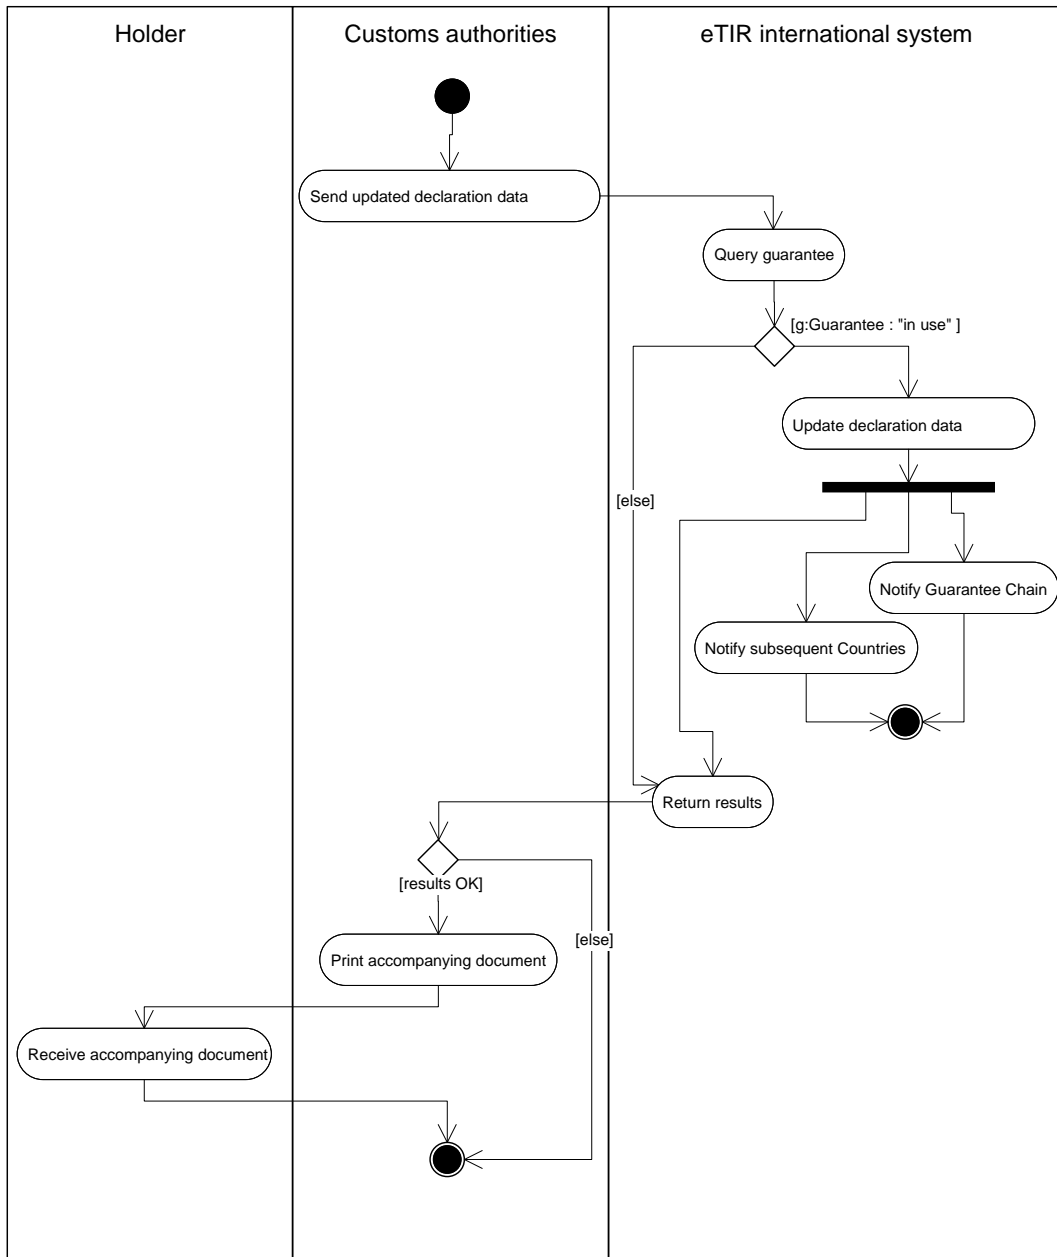 Holder
Customs authorities
eTIR international system
Send updated declaration data
Query guarantee
[g:Guarantee : "in use" ]
Update declaration data
[else]
Notify Guarantee Chain
Notify subsequent Countries
Return results
[results OK]
[else]
Print accompanying document
Receive accompanying document